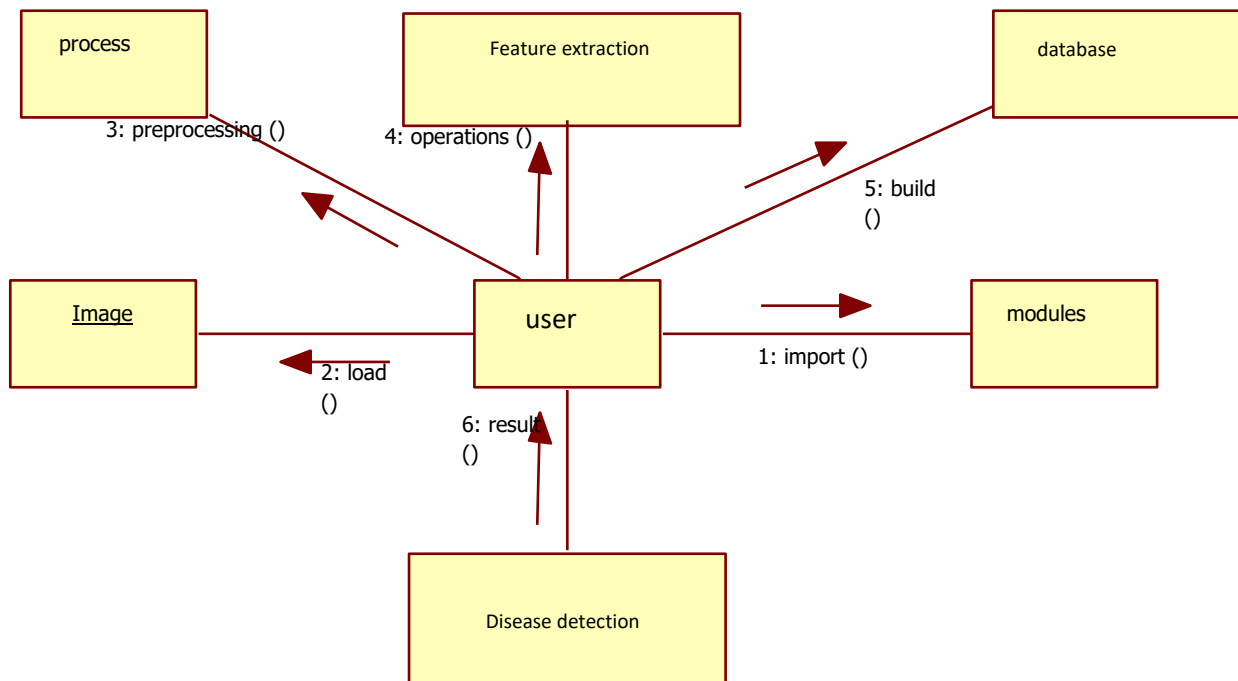 process
Feature extraction
database
3: preprocessing ()
4: operations ()
5: build
()
Image
user
modules
1: import ()
2: load
()
6: result
()
Disease detection